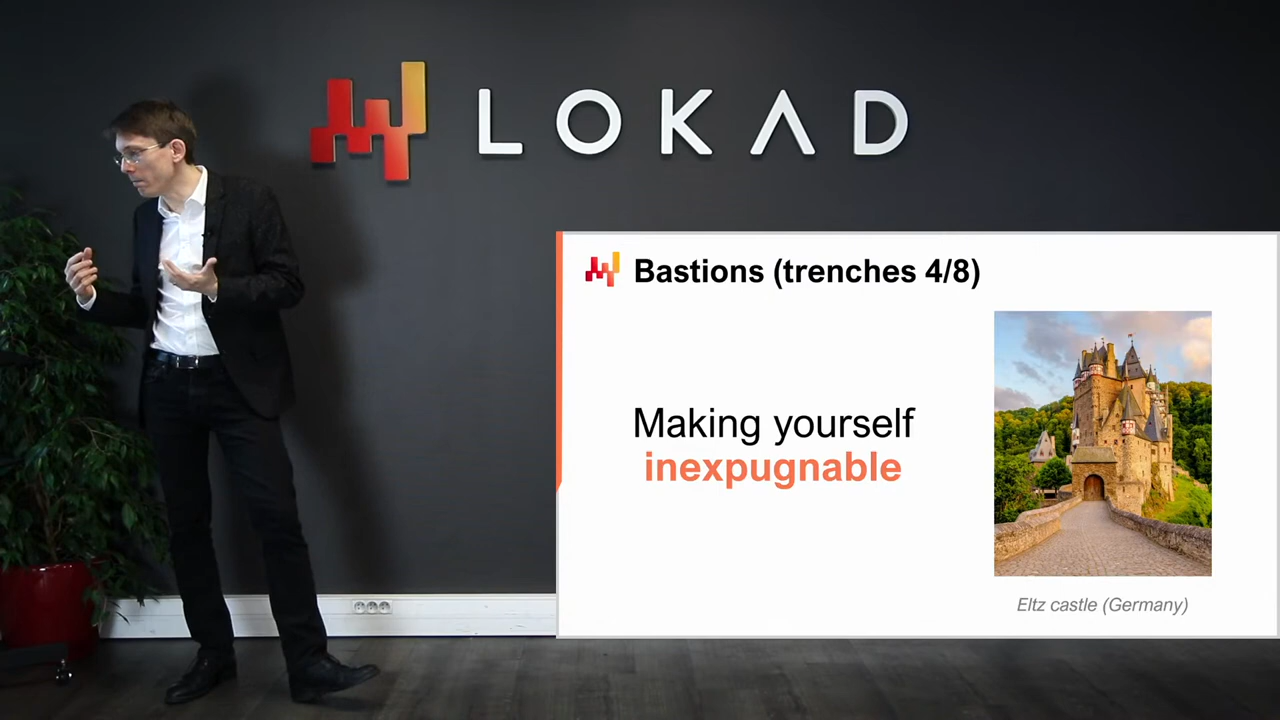 LOKAD
Bastions (trenches 4/8)
Making yourself
inexpugnable
Eltz castle (Germany)